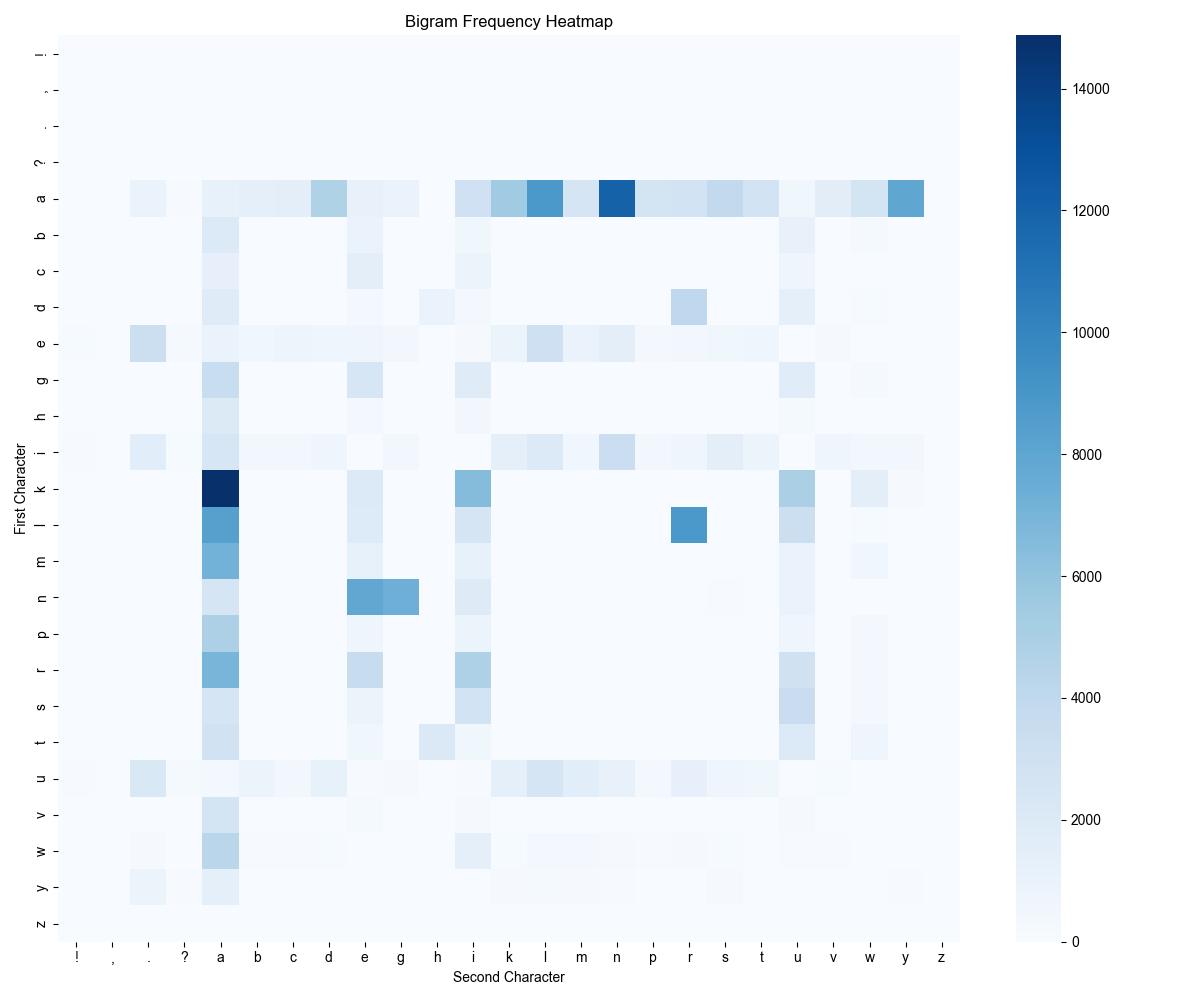 Bigram Frequency Heatmap
First Character
!
,
.
?
a
b
c
d
e
g
h
i
k
l
m
n
p
r
s
t
u
v
w
y
z
! , . ? a b c d e g h i k l m n p r s t u v w y z
Second Character
14000
12000
10000
8000
6000
4000
2000
0